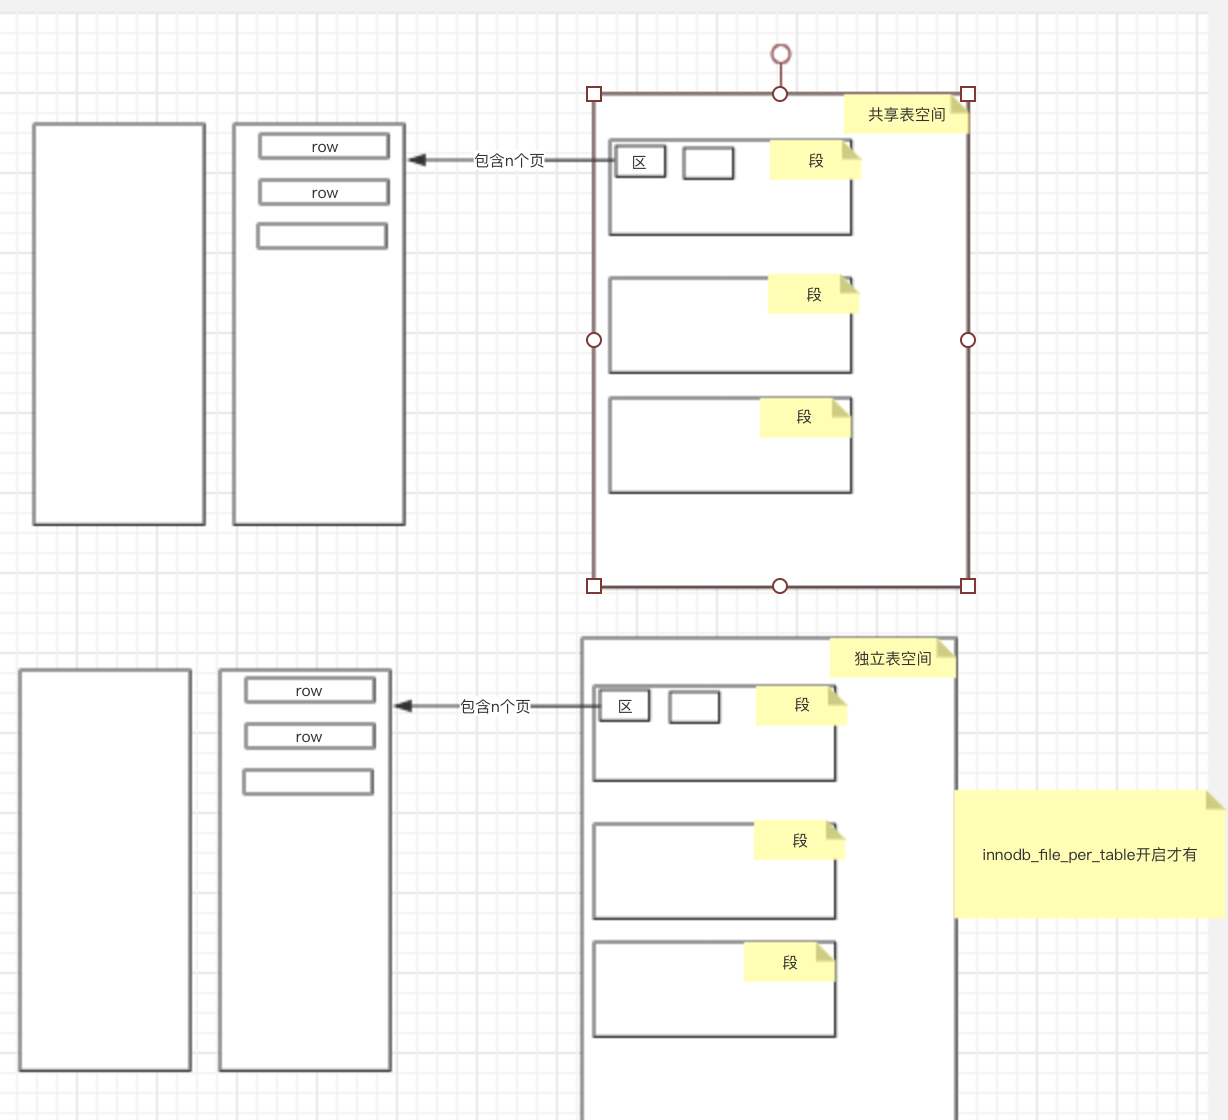 共享表空间
row
包含n个页
区
段
row
段
段
独立表空间
row
包含n个页
区
段
row
段
innodb_file_per_table开启才有
段